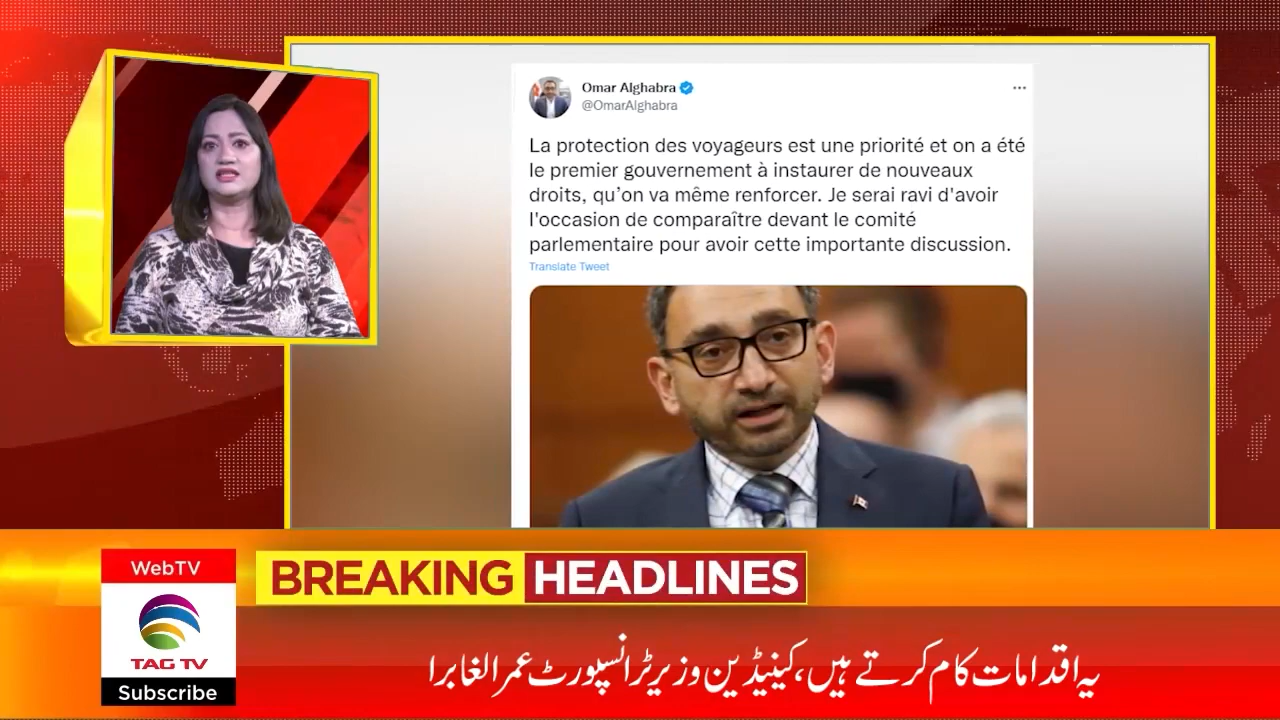 Omar Alghabra
@OmarAlghabra
La protection des voyageurs est une priorité et on a été
le premier gouvernement à instaurer de nouveaux
droits, qu’on va même renforcer. Je serai ravi d'avoir
l'occasion de comparaître devant le comité
parlementaire pour avoir cette importante discussion.
Translate Tweet
WebTV
TAG TV
Subscribe
BREAKING HEADLINES
یہ اقدامات کام کرتے ہیں، کینیڈین وزیر ٹرانسپورٹ عمر الغابرا